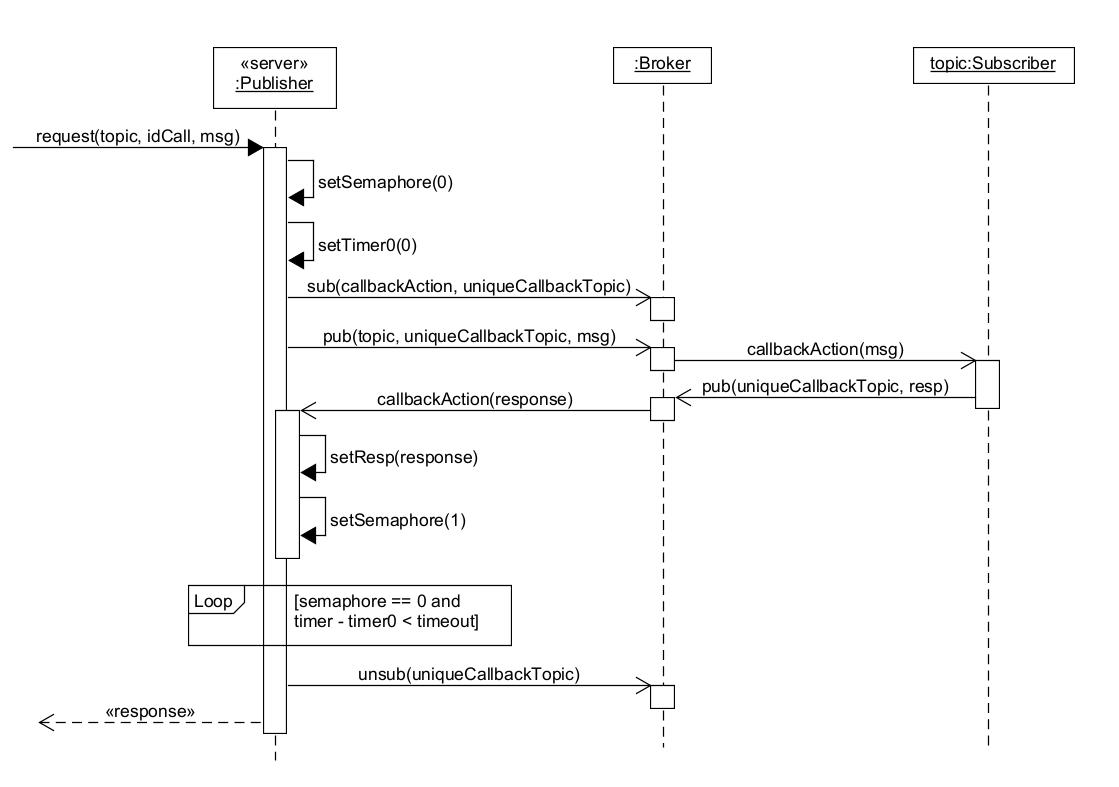 «server»
:Publisher
:Broker
topic:Subscriber
request(topic, idCall, msg)
setSemaphore(0)
setTimer0(0)
sub(callbackAction, uniqueCallbackTopic)
pub(topic, uniqueCallbackTopic, msg)
callbackAction(msg)
pub(uniqueCallbackTopic, resp)
callbackAction(response)
setResp(response)
setSemaphore(1)
Loop
[semaphore == 0 and
timer - timer0 < timeout]
unsub(uniqueCallbackTopic)
«response»